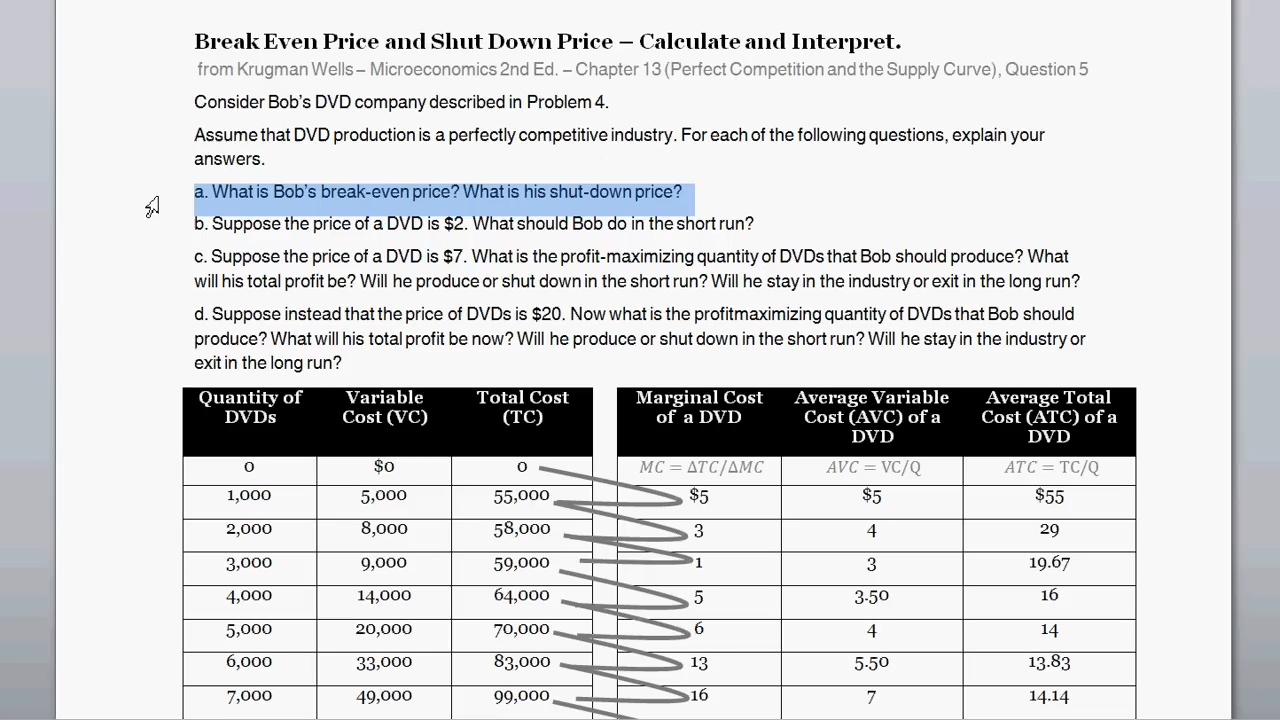 Break Even Price and Shut Down Price – Calculate and Interpret.
from Krugman Wells – Microeconomics 2nd Ed. – Chapter 13 (Perfect Competition and the Supply Curve), Question 5
Consider Bob's DVD company described in Problem 4.
Assume that DVD production is a perfectly competitive industry. For each of the following questions, explain your
answers.
a. What is Bob's break-even price? What is his shut-down price?
b. Suppose the price of a DVD is $2. What should Bob do in the short run?
c. Suppose the price of a DVD is $7. What is the profit-maximizing quantity of DVDs that Bob should produce? What
will his total profit be? Will he produce or shut down in the short run? Will he stay in the industry or exit in the long run?
d. Suppose instead that the price of DVDs is $20. Now what is the profitmaximizing quantity of DVDs that Bob should
produce? What will his total profit be now? Will he produce or shut down in the short run? Will he stay in the industry or
exit in the long run?
Quantity of Variable Total Cost Marginal Cost Average Variable Average Total
DVDs Cost (VC) (TC) of a DVD Cost (AVC) of a Cost (ATC) of a
DVD DVD
0 $0 0 MC = ΔTC/ΔMC AVC = VC/Q ATC = TC/Q
1,000 5,000 55,000 $5 $5 $55
2,000 8,000 58,000 3 4 29
3,000 9,000 59,000 1 3 19.67
4,000 14,000 64,000 5 3.50 16
5,000 20,000 70,000 6 4 14
6,000 33,000 83,000 13 5.50 13.83
7,000 49,000 99,000 16 7 14.14